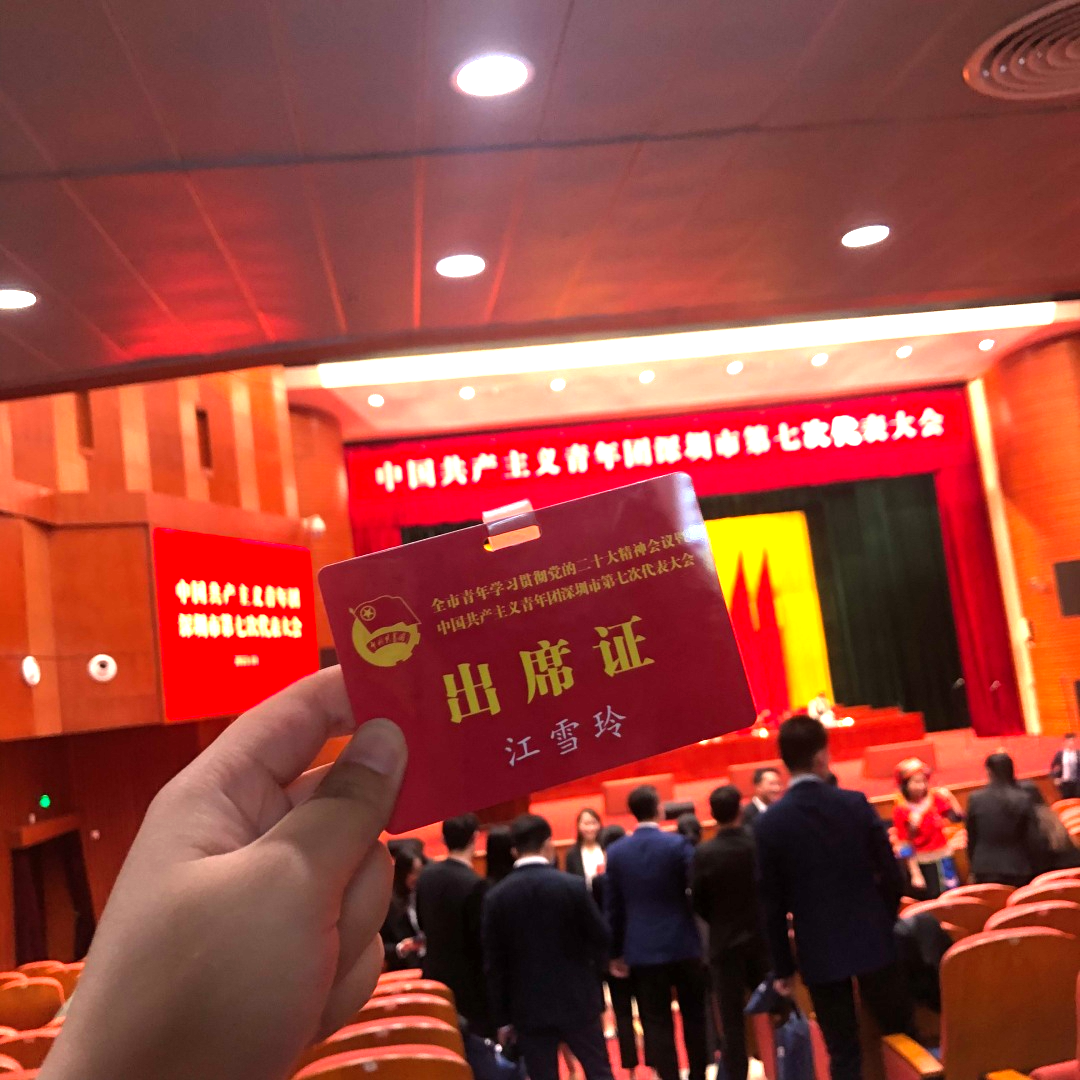 中国共产主义青年团深圳市第七次代表大会
全市青年学习贯彻党的二十大精神会议暨
中国共产主义青年团深圳市第七次代表大会
出席证
江雪玲
中国共产主义青年团
深圳市第七次代表大会